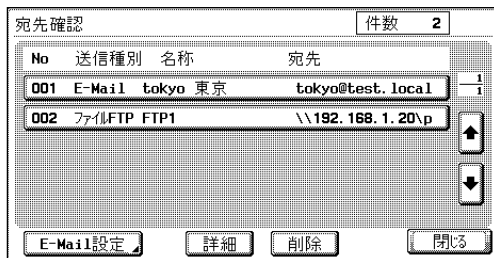 宛先確認 件数 2
No 送信種別 名称 宛先
001 E-Mail tokyo 東京 tokyo@test.local
1/1
002 ファイルFTP FTP1 \\192.168.1.20\p
E-Mail設定 詳細 削除 閉じる